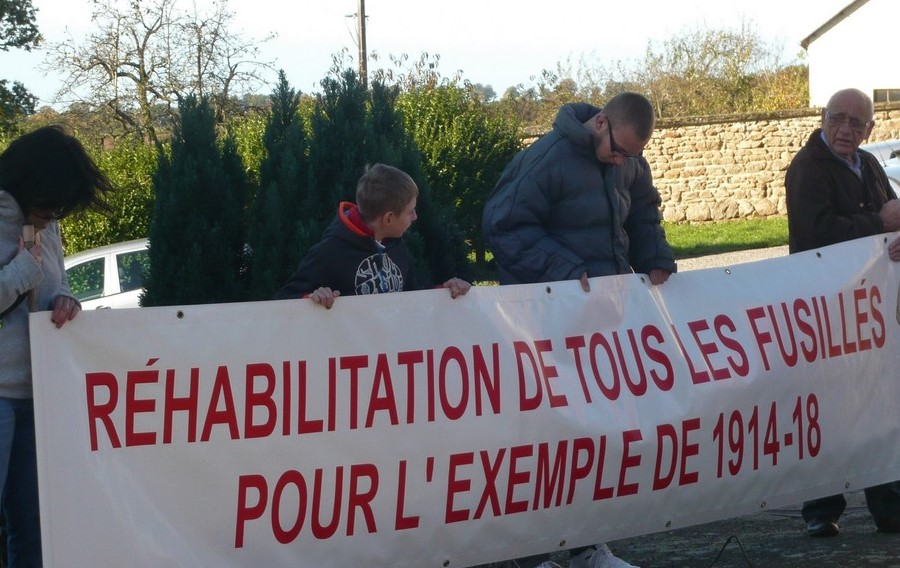 RÉHABILITATION DE TOUS LES FUSILLÉS
POUR L'EXEMPLE DE 1914-18